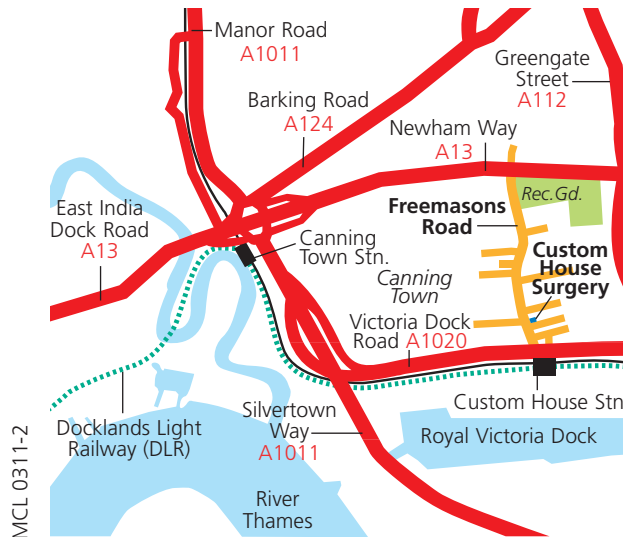 Manor Road
A1011
Greengate
Street
A112
Barking Road
A124
Newham Way
A13
Rec.Gd.
East India
Dock Road
A13
Freemasons
Road
Canning
Town Stn.
Custom
House
Surgery
Canning
Town
Victoria Dock
Road A1020
Custom House Stn
Docklands Light
Railway (DLR)
Silvertown
Way
A1011
Royal Victoria Dock
River
Thames
MCL 0311-2